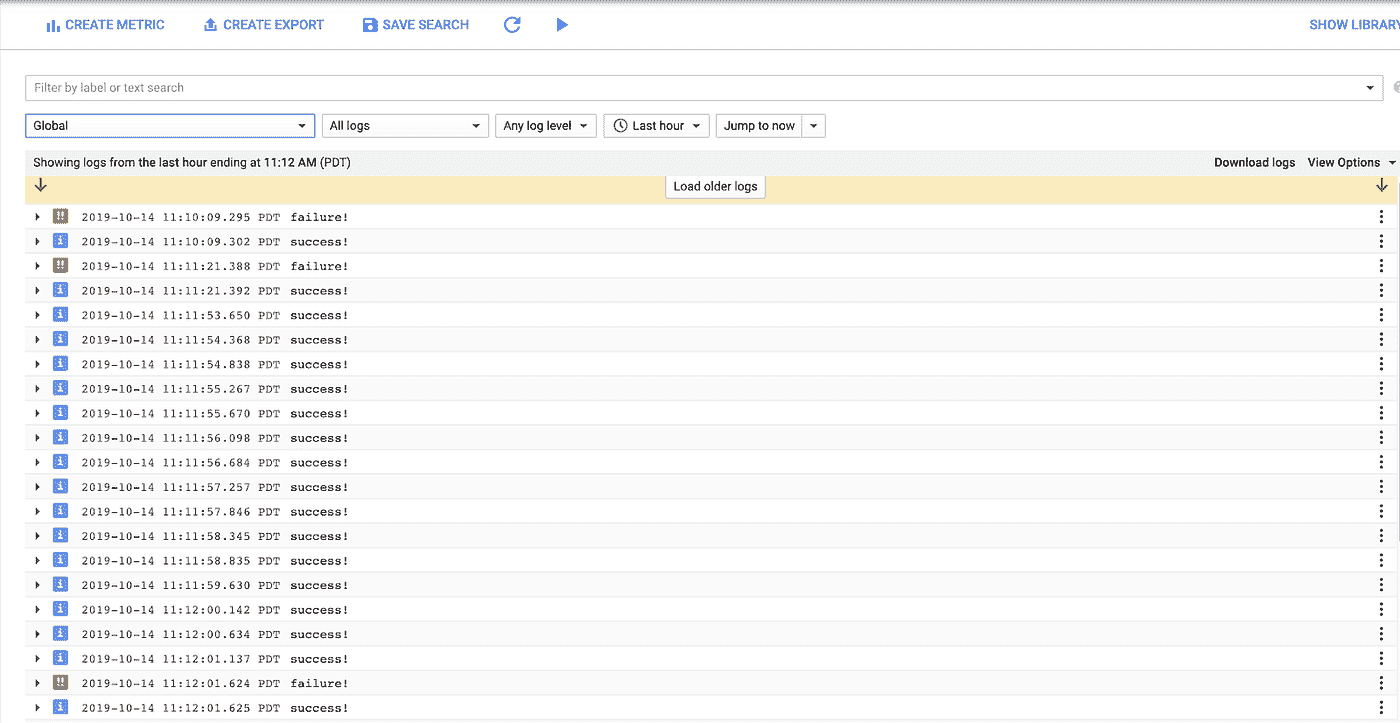 CREATE METRIC CREATE EXPORT SAVE SEARCH SHOW LIBRARY
Filter by label or text search
Global All logs Any log level Last hour Jump to now
Showing logs from the last hour ending at 11:12 AM (PDT) Download logs View Options
Load older logs
!! 2019-10-14 11:10:09.295 PDT failure!
i 2019-10-14 11:10:09.302 PDT success!
!! 2019-10-14 11:11:21.388 PDT failure!
i 2019-10-14 11:11:21.392 PDT success!
i 2019-10-14 11:11:53.650 PDT success!
i 2019-10-14 11:11:54.368 PDT success!
i 2019-10-14 11:11:54.838 PDT success!
i 2019-10-14 11:11:55.267 PDT success!
i 2019-10-14 11:11:55.670 PDT success!
i 2019-10-14 11:11:56.098 PDT success!
i 2019-10-14 11:11:56.684 PDT success!
i 2019-10-14 11:11:57.257 PDT success!
i 2019-10-14 11:11:57.846 PDT success!
i 2019-10-14 11:11:58.345 PDT success!
i 2019-10-14 11:11:58.835 PDT success!
i 2019-10-14 11:11:59.630 PDT success!
i 2019-10-14 11:12:00.142 PDT success!
i 2019-10-14 11:12:00.634 PDT success!
i 2019-10-14 11:12:01.137 PDT success!
!! 2019-10-14 11:12:01.624 PDT failure!
i 2019-10-14 11:12:01.625 PDT success!